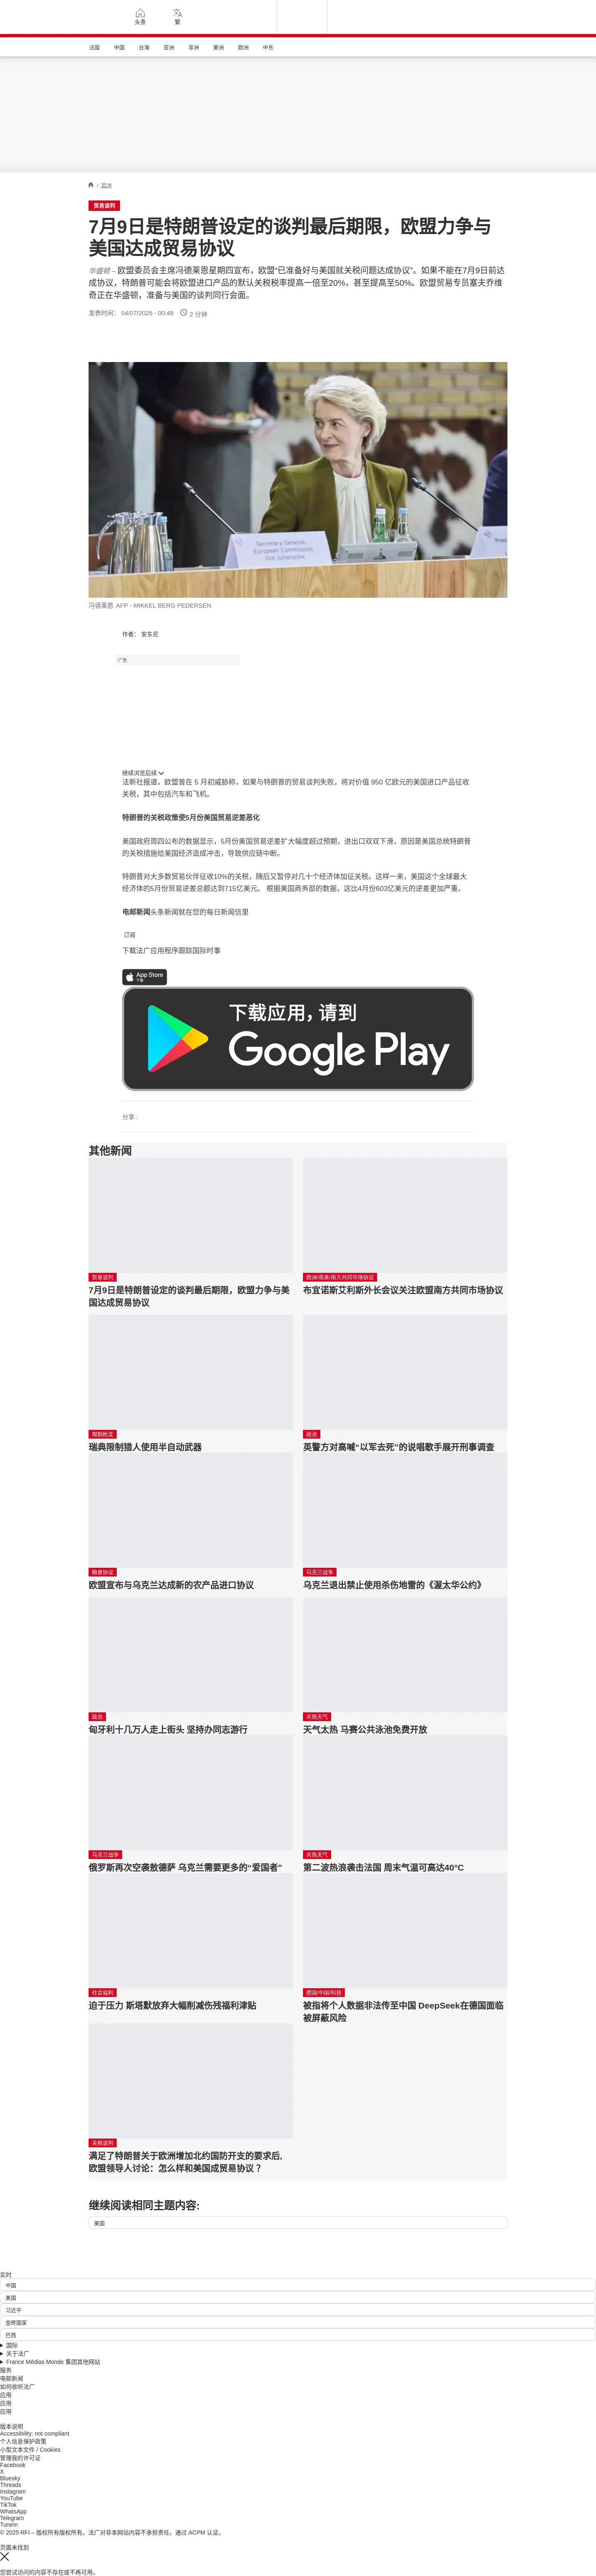 头条
繁
法国 中国 台海 亚洲 非洲 美洲 欧洲 中东
/ 欧洲
贸易谈判
7月9日是特朗普设定的谈判最后期限，欧盟力争与
美国达成贸易协议
华盛顿 – 欧盟委员会主席冯德莱恩星期四宣布，欧盟“已准备好与美国就关税问题达成协议”。如果不能在7月9日前达
成协议，特朗普可能会将欧盟进口产品的默认关税税率提高一倍至20%，甚至提高至50%。欧盟贸易专员塞夫乔维
奇正在华盛顿，准备与美国的谈判同行会面。
发表时间： 04/07/2025 - 00:48 2 分钟
Secretary General,
European Commission
Ilze Juhansone
冯德莱恩 AFP - MIKKEL BERG PEDERSEN
作者： 安东尼
广告
继续浏览后续
法新社报道，欧盟曾在 5 月初威胁称，如果与特朗普的贸易谈判失败，将对价值 950 亿欧元的美国进口产品征收
关税，其中包括汽车和飞机。
特朗普的关税政策使5月份美国贸易逆差恶化
美国政府周四公布的数据显示，5月份美国贸易逆差扩大幅度超过预期，进出口双双下滑，原因是美国总统特朗普
的关税措施给美国经济造成冲击，导致供应链中断。
特朗普对大多数贸易伙伴征收10%的关税，随后又暂停对几十个经济体加征关税。这样一来，美国这个全球最大
经济体的5月份贸易逆差总额达到715亿美元。 根据美国商务部的数据，这比4月份603亿美元的逆差更加严重。
电邮新闻头条新闻就在您的每日新闻信里
订阅
下载法广应用程序跟踪国际时事
App Store
下载
下载应用，请到
Google Play
分享 :
其他新闻
贸易谈判
7月9日是特朗普设定的谈判最后期限，欧盟力争与美
国达成贸易协议
欧洲/南美/南方共同市场协议
布宜诺斯艾利斯外长会议关注欧盟南方共同市场协议
限制枪支
瑞典限制猎人使用半自动武器
政治
英警方对高喊“以军去死”的说唱歌手展开刑事调查
粮食协议
欧盟宣布与乌克兰达成新的农产品进口协议
乌克兰战争
乌克兰退出禁止使用杀伤地雷的《渥太华公约》
政治
匈牙利十几万人走上街头 坚持办同志游行
炎热天气
天气太热 马赛公共泳池免费开放
乌克兰战争
俄罗斯再次空袭敖德萨 乌克兰需要更多的“爱国者”
炎热天气
第二波热浪袭击法国 周末气温可高达40°C
社会福利
迫于压力 斯塔默放弃大幅削减伤残福利津贴
德国/中国/科技
被指将个人数据非法传至中国 DeepSeek在德国面临
被屏蔽风险
关税谈判
满足了特朗普关于欧洲增加北约国防开支的要求后，
欧盟领导人讨论：怎么样和美国成贸易协议 ？
继续阅读相同主题内容:
美国
实时
中国
美国
习近平
金砖国家
巴西
国际
关于法广
France Médias Monde 集团其他网站
服务
电邮新闻
如何收听法广
应用
应用
应用
版本说明
Accessibility: not compliant
个人信息保护政策
小型文本文件 / Cookies
管理我的许可证
Facebook
X
Bluesky
Threads
Instagram
YouTube
TikTok
WhatsApp
Telegram
TuneIn
© 2025 RFI – 版权所有版权所有。法广对非本网站内容不承担责任。通过 ACPM 认证。
页面未找到
您尝试访问的内容不存在或不再可用。